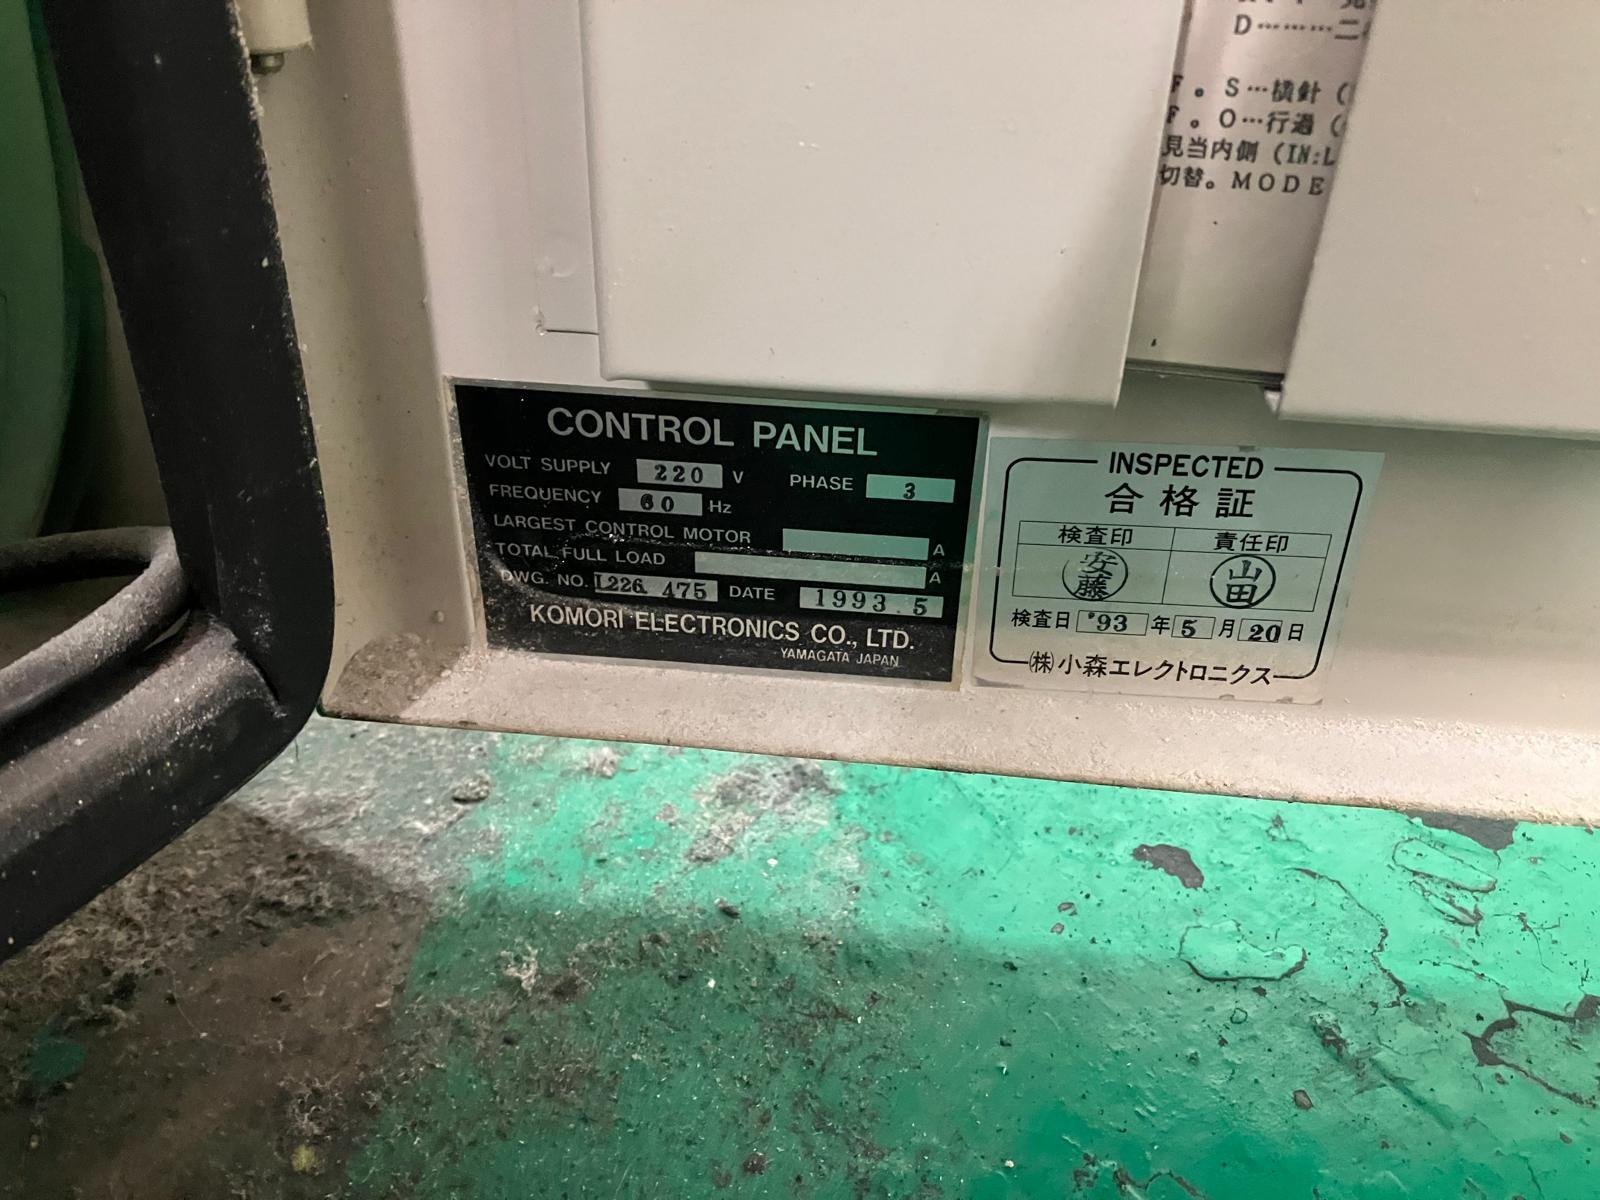 D………二
F。S…横針（
F。O…行過（
見当内側（IN:L
切替。MODE
CONTROL PANEL
VOLT SUPPLY 220 V PHASE 3
FREQUENCY 60 Hz
LARGEST CONTROL MOTOR A
TOTAL FULL LOAD A
DWG. NO. L226 475 DATE 1993.5
KOMORI ELECTRONICS CO., LTD.
YAMAGATA JAPAN
INSPECTED
合格証
検査印 責任印
安藤 山田
検査日 '93 年 5 月 20 日
㈱小森エレクトロニクス